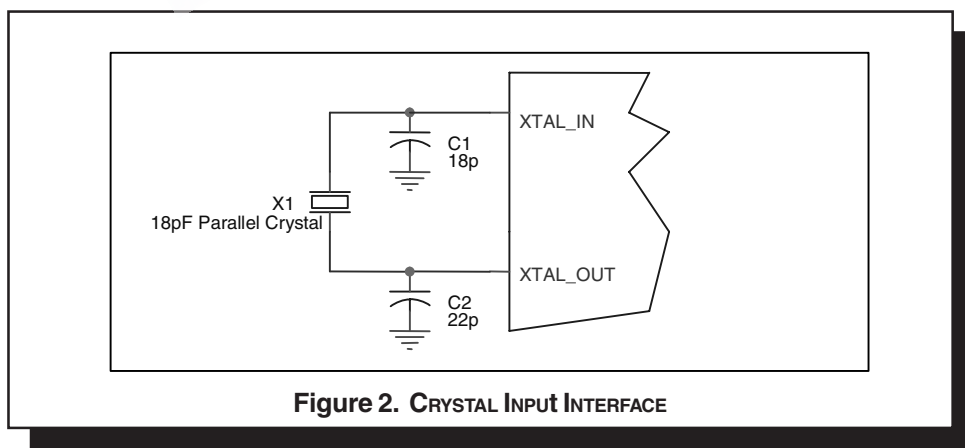 XTAL_IN
C1
18p
X1
18pF Parallel Crystal
XTAL_OUT
C2
22p
Figure 2. CRYSTAL INPUt INTERFACE